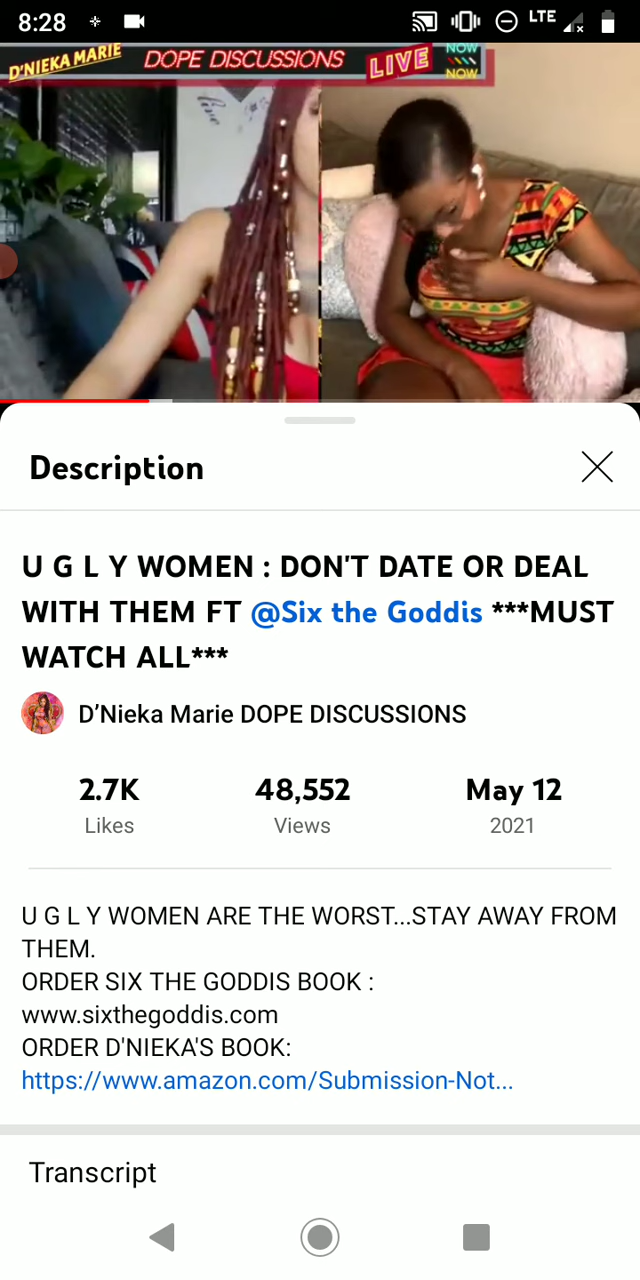 8:28
LTE
D'NIEKA MARIE DOPE DISCUSSIONS LIVE NOW
NOW
Description
U G L Y WOMEN : DON'T DATE OR DEAL
WITH THEM FT @Six the Goddis ***MUST
WATCH ALL***
D’Nieka Marie DOPE DISCUSSIONS
2.7K 48,552 May 12
Likes Views 2021
U G L Y WOMEN ARE THE WORST...STAY AWAY FROM
THEM.
ORDER SIX THE GODDIS BOOK :
www.sixthegoddis.com
ORDER D'NIEKA'S BOOK:
https://www.amazon.com/Submission-Not...
Transcript